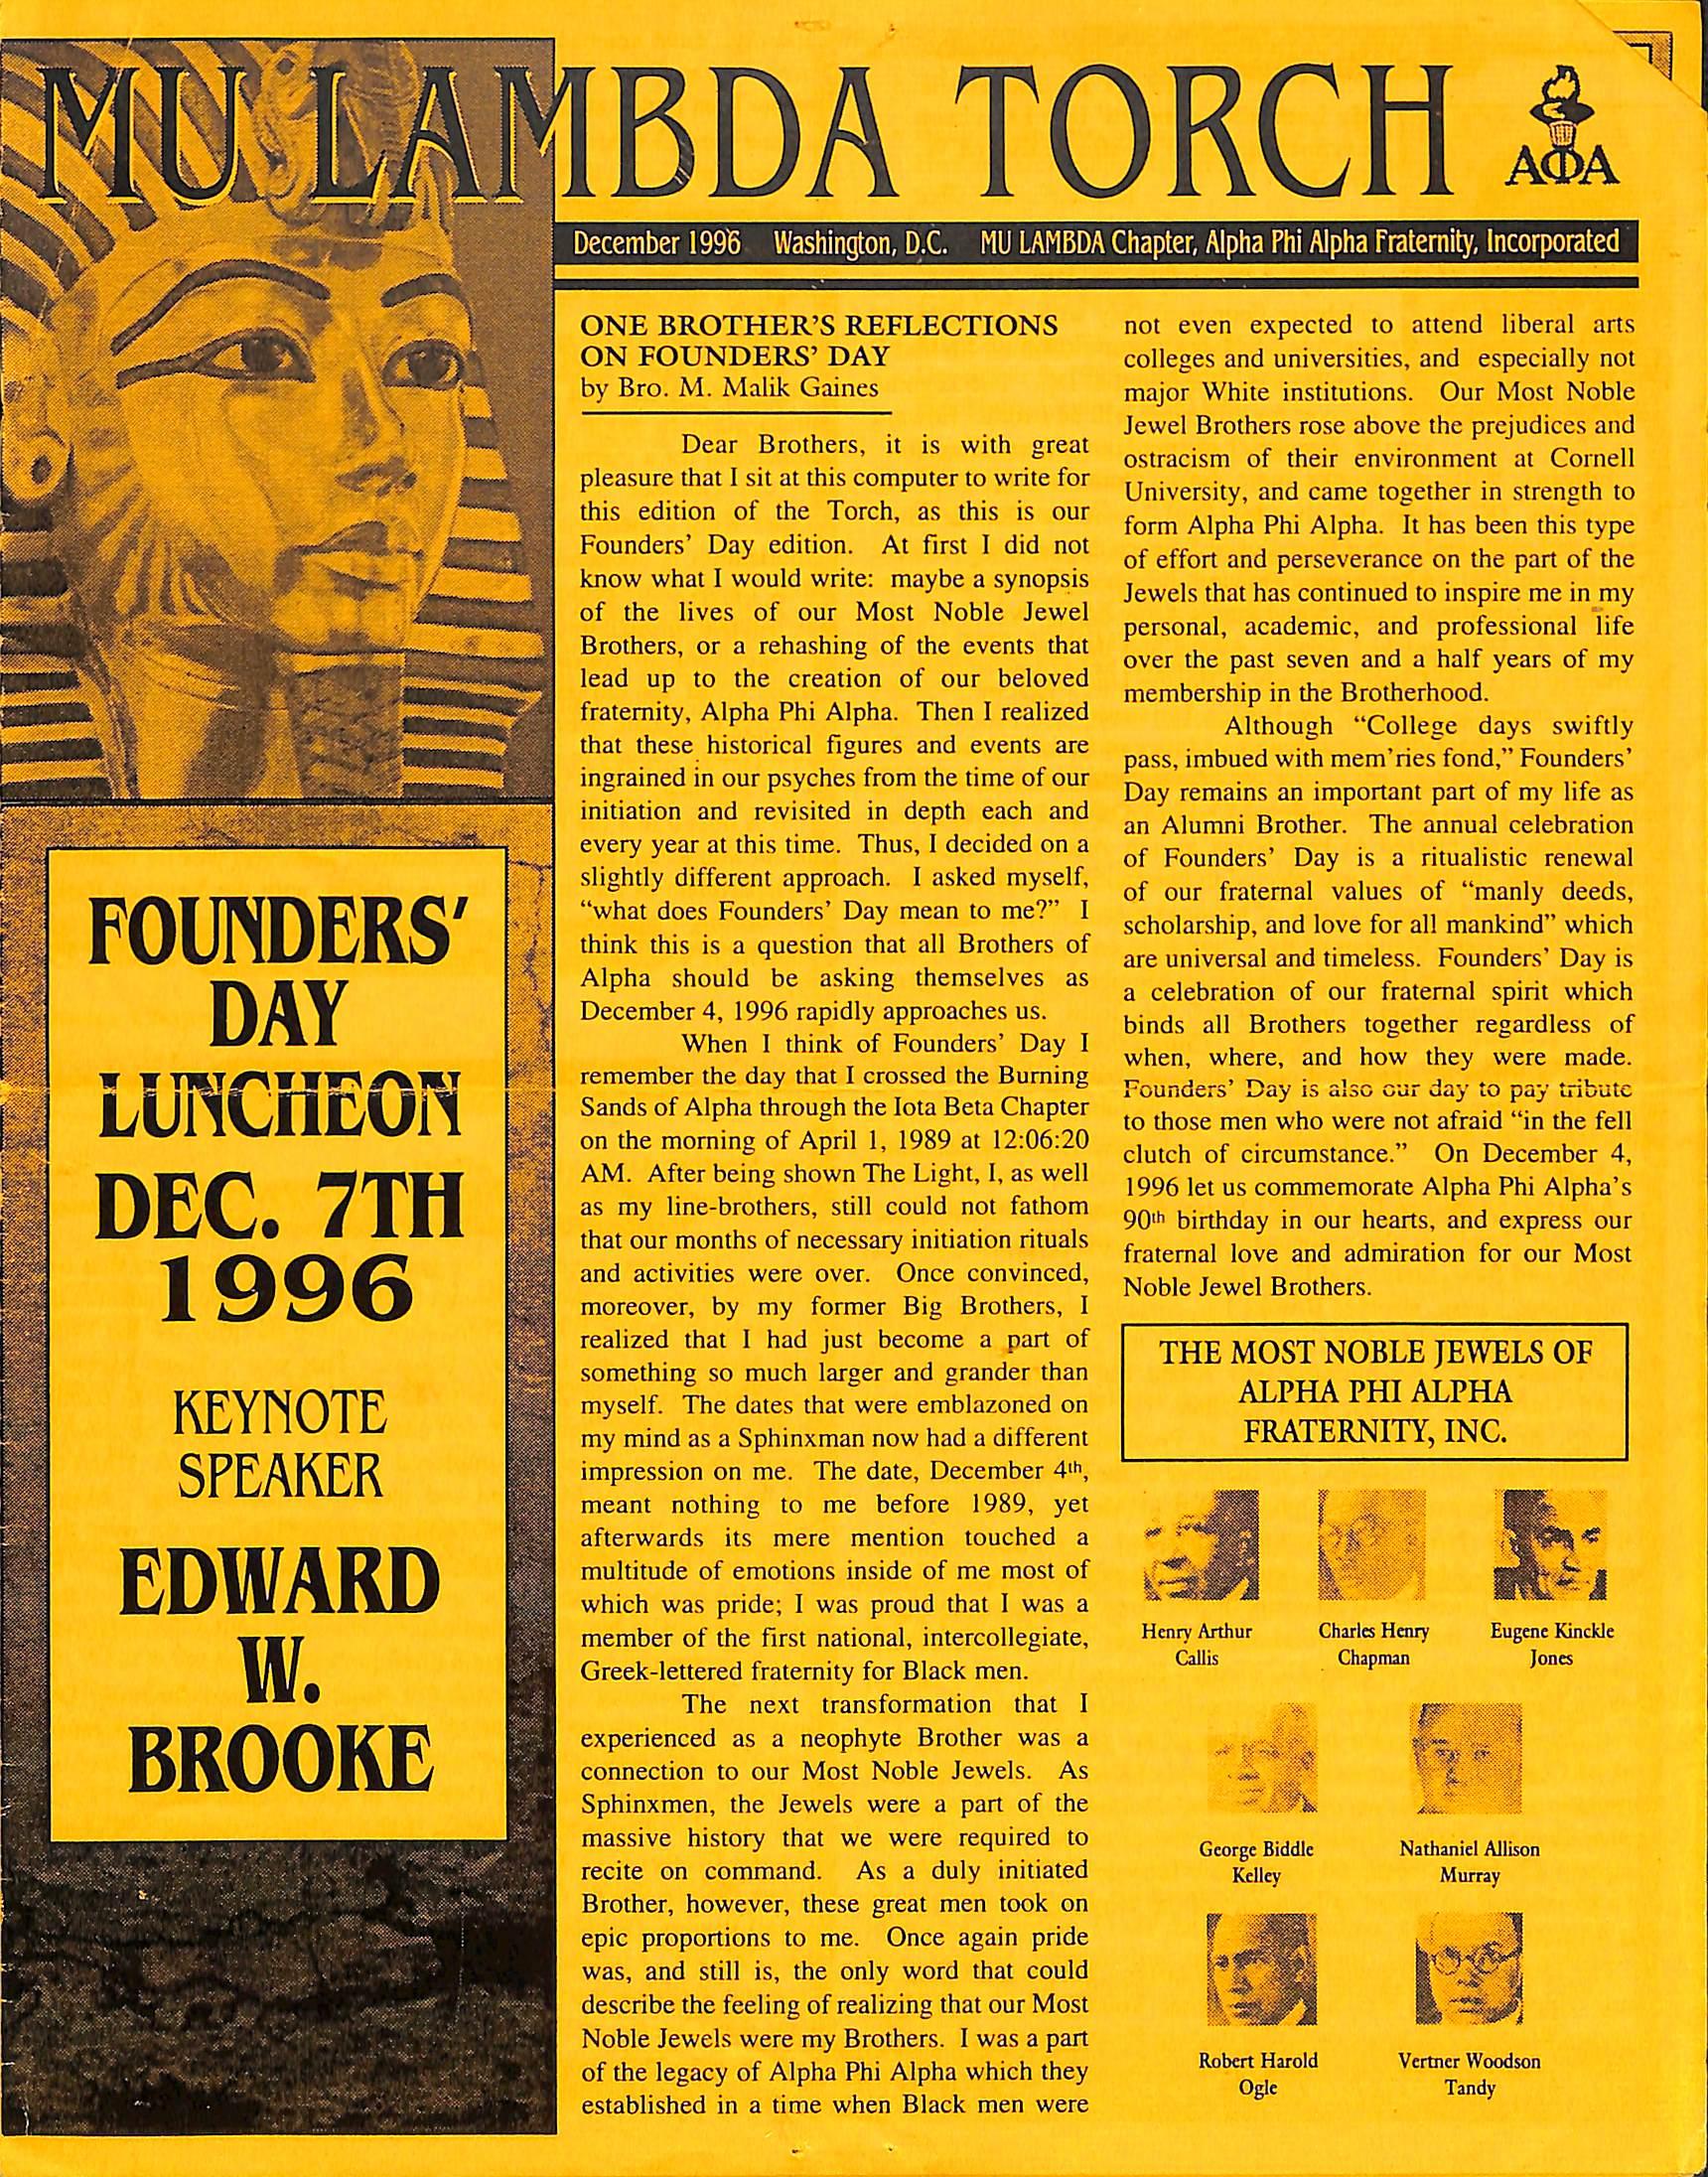 MU LAMBDA TORCH
ΑΦΑ
December 1996 Washington, D.C. MU LAMBDA Chapter, Alpha Phi Alpha Fraternity, Incorporated
FOUNDERS'
DAY
LUNCHEON
DEC. 7TH
1996
KEYNOTE
SPEAKER
EDWARD
W.
BROOKE
ONE BROTHER'S REFLECTIONS
ON FOUNDERS' DAY
by Bro. M. Malik Gaines
Dear Brothers, it is with great
pleasure that I sit at this computer to write for
this edition of the Torch, as this is our
Founders' Day edition. At first I did not
know what I would write: maybe a synopsis
of the lives of our Most Noble Jewel
Brothers, or a rehashing of the events that
lead up to the creation of our beloved
fraternity, Alpha Phi Alpha. Then I realized
that these historical figures and events are
ingrained in our psyches from the time of our
initiation and revisited in depth each and
every year at this time. Thus, I decided on a
slightly different approach. I asked myself,
“what does Founders' Day mean to me?” I
think this is a question that all Brothers of
Alpha should be asking themselves as
December 4, 1996 rapidly approaches us.
When I think of Founders' Day I
remember the day that I crossed the Burning
Sands of Alpha through the Iota Beta Chapter
on the morning of April 1, 1989 at 12:06:20
AM. After being shown The Light, I, as well
as my line-brothers, still could not fathom
that our months of necessary initiation rituals
and activities were over. Once convinced,
moreover, by my former Big Brothers, I
realized that I had just become a part of
something so much larger and grander than
myself. The dates that were emblazoned on
my mind as a Sphinxman now had a different
impression on me. The date, December 4th,
meant nothing to me before 1989, yet
afterwards its mere mention touched a
multitude of emotions inside of me most of
which was pride; I was proud that I was a
member of the first national, intercollegiate,
Greek-lettered fraternity for Black men.
The next transformation that I
experienced as a neophyte Brother was a
connection to our Most Noble Jewels. As
Sphinxmen, the Jewels were a part of the
massive history that we were required to
recite on command. As a duly initiated
Brother, however, these great men took on
epic proportions to me. Once again pride
was, and still is, the only word that could
describe the feeling of realizing that our Most
Noble Jewels were my Brothers. I was a part
of the legacy of Alpha Phi Alpha which they
established in a time when Black men were
not even expected to attend liberal arts
colleges and universities, and especially not
major White institutions. Our Most Noble
Jewel Brothers rose above the prejudices and
ostracism of their environment at Cornell
University, and came together in strength to
form Alpha Phi Alpha. It has been this type
of effort and perseverance on the part of the
Jewels that has continued to inspire me in my
personal, academic, and professional life
over the past seven and a half years of my
membership in the Brotherhood.
Although “College days swiftly
pass, imbued with mem'ries fond,” Founders'
Day remains an important part of my life as
an Alumni Brother. The annual celebration
of Founders' Day is a ritualistic renewal
of our fraternal values of “manly deeds,
scholarship, and love for all mankind” which
are universal and timeless. Founders' Day is
a celebration of our fraternal spirit which
binds all Brothers together regardless of
when, where, and how they were made.
Founders' Day is also our day to pay tribute
to those men who were not afraid “in the fell
clutch of circumstance.” On December 4,
1996 let us commemorate Alpha Phi Alpha's
90th birthday in our hearts, and express our
fraternal love and admiration for our Most
Noble Jewel Brothers.
THE MOST NOBLE JEWELS OF
ALPHA PHI ALPHA
FRATERNITY, INC.
Henry Arthur
Callis
Charles Henry
Chapman
Eugene Kinckle
Jones
George Biddle
Kelley
Nathaniel Allison
Murray
Robert Harold
Ogle
Vertner Woodson
Tandy